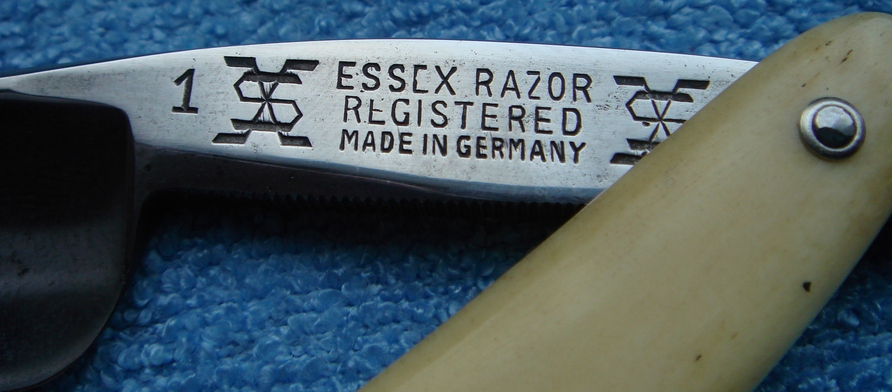 1
ESSEX RAZOR
REGISTERED
MADE IN GERMANY